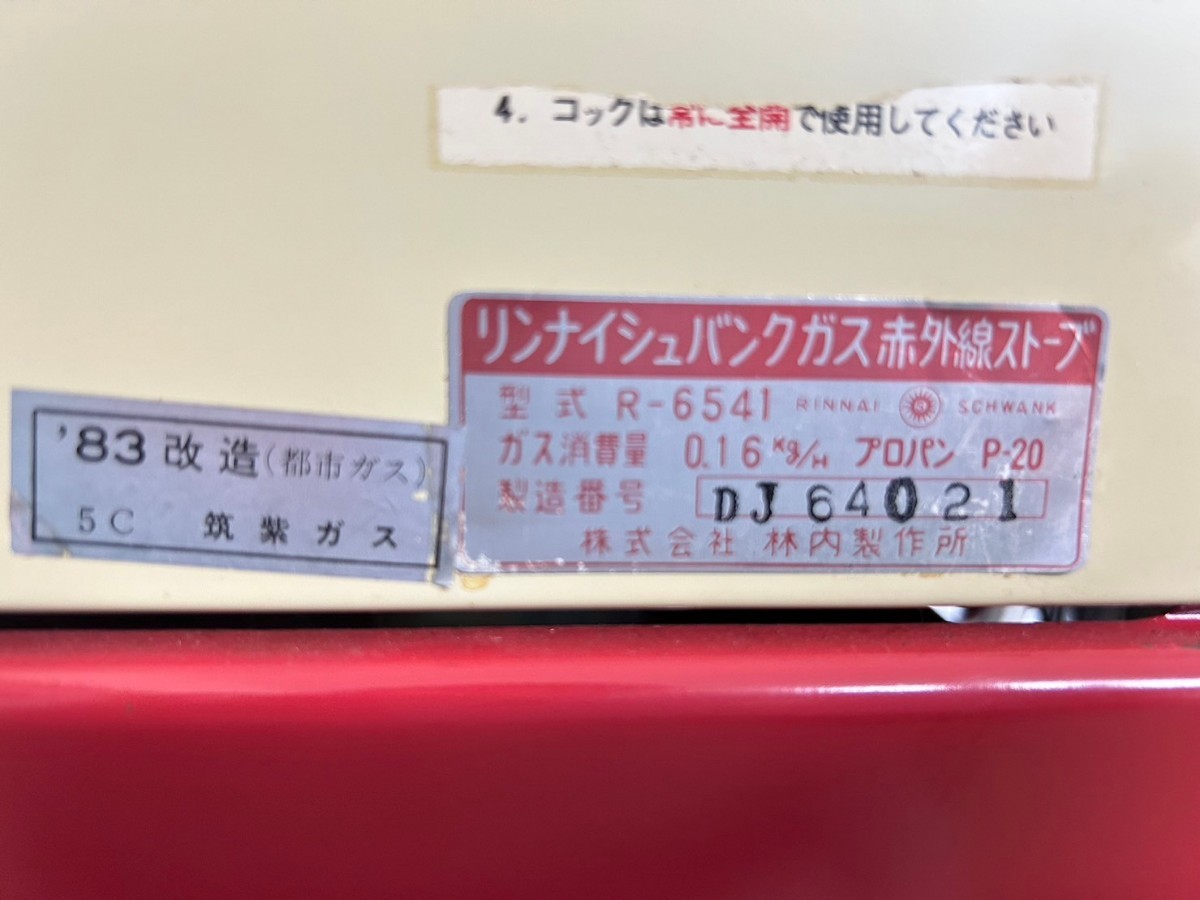 4. コックは常に全開で使用してください
リンナイシュバンクガス赤外線ストーブ
型式 R-6541 RINNAI SCHWANK
ガス消費量 0.16 Kg/H プロパン P-20
製造番号 DJ 64021
株式会社 林内製作所
'83改造(都市ガス)
5C 筑紫ガス